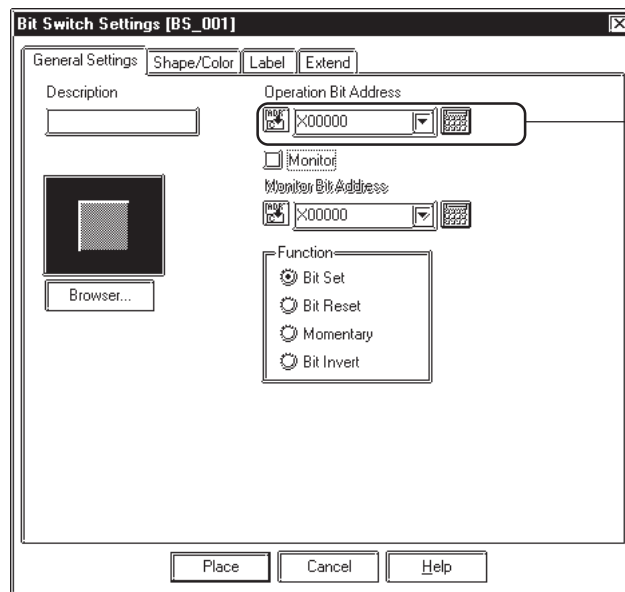 Bit Switch Settings [BS_001]
General Settings Shape/Color Label Extend
Description
Operation Bit Address
X00000
Monitor
Monitor Bit Address
X00000
Browser...
Function
Bit Set
Bit Reset
Momentary
Bit Invert
Place Cancel Help